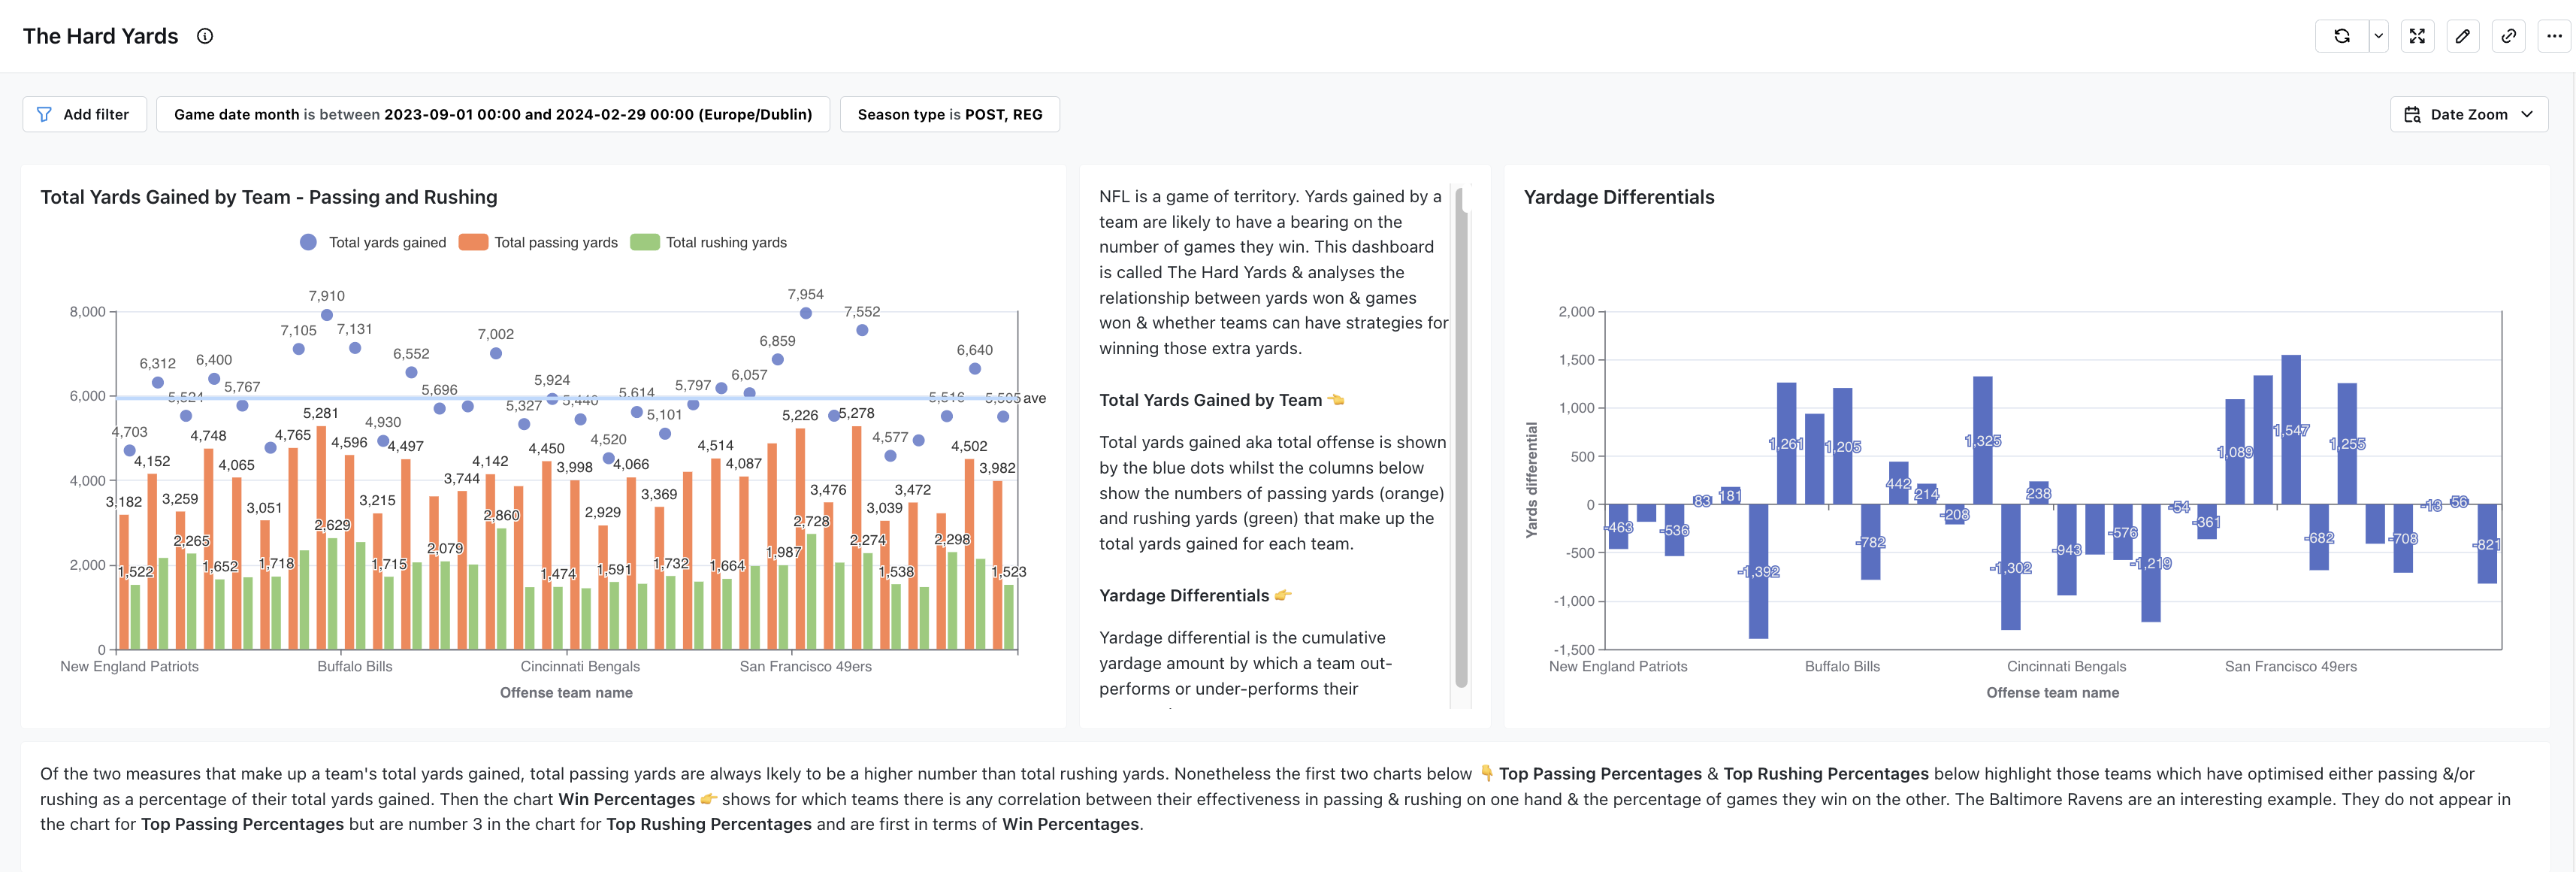 The Hard Yards
Add filter
Game date month is between 2023-09-01 00:00 and 2024-02-29 00:00 (Europe/Dublin)
Season type is POST, REG
Date Zoom
Total Yards Gained by Team - Passing and Rushing
Total yards gained
Total passing yards
Total rushing yards
7,910
7,954
8,000
7,105
7,131
7,002
7,552
6,312
6,400
6,552
6,859
6,640
5,767
5,924
5,797
6,057
6,000
5,524
5,696
5,440
5,614
5,516
5,505
ave
4,703
5,281
4,930
5,327
5,101
5,226
5,278
4,577
4,748
4,765
4,596
4,497
4,450
4,520
4,514
4,502
4,152
4,065
4,142
3,998
4,066
4,087
3,982
4,000
3,182
3,259
3,051
3,215
3,744
2,929
3,369
3,476
3,039
3,472
2,265
2,629
2,860
2,728
2,274
2,298
2,000
1,522
1,652
1,718
1,715
2,079
1,474
1,591
1,732
1,664
1,987
1,538
1,523
0
New England Patriots
Buffalo Bills
Cincinnati Bengals
San Francisco 49ers
Offense team name
NFL is a game of territory. Yards gained by a
team are likely to have a bearing on the
number of games they win. This dashboard
is called The Hard Yards & analyses the
relationship between yards won & games
won & whether teams can have strategies for
winning those extra yards.
Total Yards Gained by Team 👈
Total yards gained aka total offense is shown
by the blue dots whilst the columns below
show the numbers of passing yards (orange)
and rushing yards (green) that make up the
total yards gained for each team.
Yardage Differentials 👉
Yardage differential is the cumulative
yardage amount by which a team out-
performs or under-performs their
Yardage Differentials
Yards differential
2,000
1,500
1,000
500
0
-500
-1,000
-1,500
-463
-536
83
181
-1,392
1,261
1,205
-782
442
214
-208
1,325
-1,302
238
-943
-576
-1,219
-54
-361
1,089
1,547
-682
1,255
-708
-13
56
-821
New England Patriots
Buffalo Bills
Cincinnati Bengals
San Francisco 49ers
Offense team name
Of the two measures that make up a team's total yards gained, total passing yards are always lkely to be a higher number than total rushing yards. Nonetheless the first two charts below 👇 Top Passing Percentages & Top Rushing Percentages below highlight those teams which have optimised either passing &/or
rushing as a percentage of their total yards gained. Then the chart Win Percentages 👉 shows for which teams there is any correlation between their effectiveness in passing & rushing on one hand & the percentage of games they win on the other. The Baltimore Ravens are an interesting example. They do not appear in
the chart for Top Passing Percentages but are number 3 in the chart for Top Rushing Percentages and are first in terms of Win Percentages.